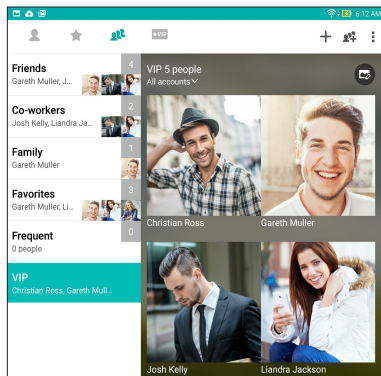 6:12 AM
VIP
Friends
4
Gareth Muller, J...
Co-workers
2
Josh Kelly, Liandra Ja...
Family
1
Gareth Muller
Favorites
3
Gareth Muller, Li...
Frequent
0
0 people
VIP
Christian Ross, Gareth Mull...
VIP 5 people
All accounts
Christian Ross
Gareth Muller
Josh Kelly
Liandra Jackson